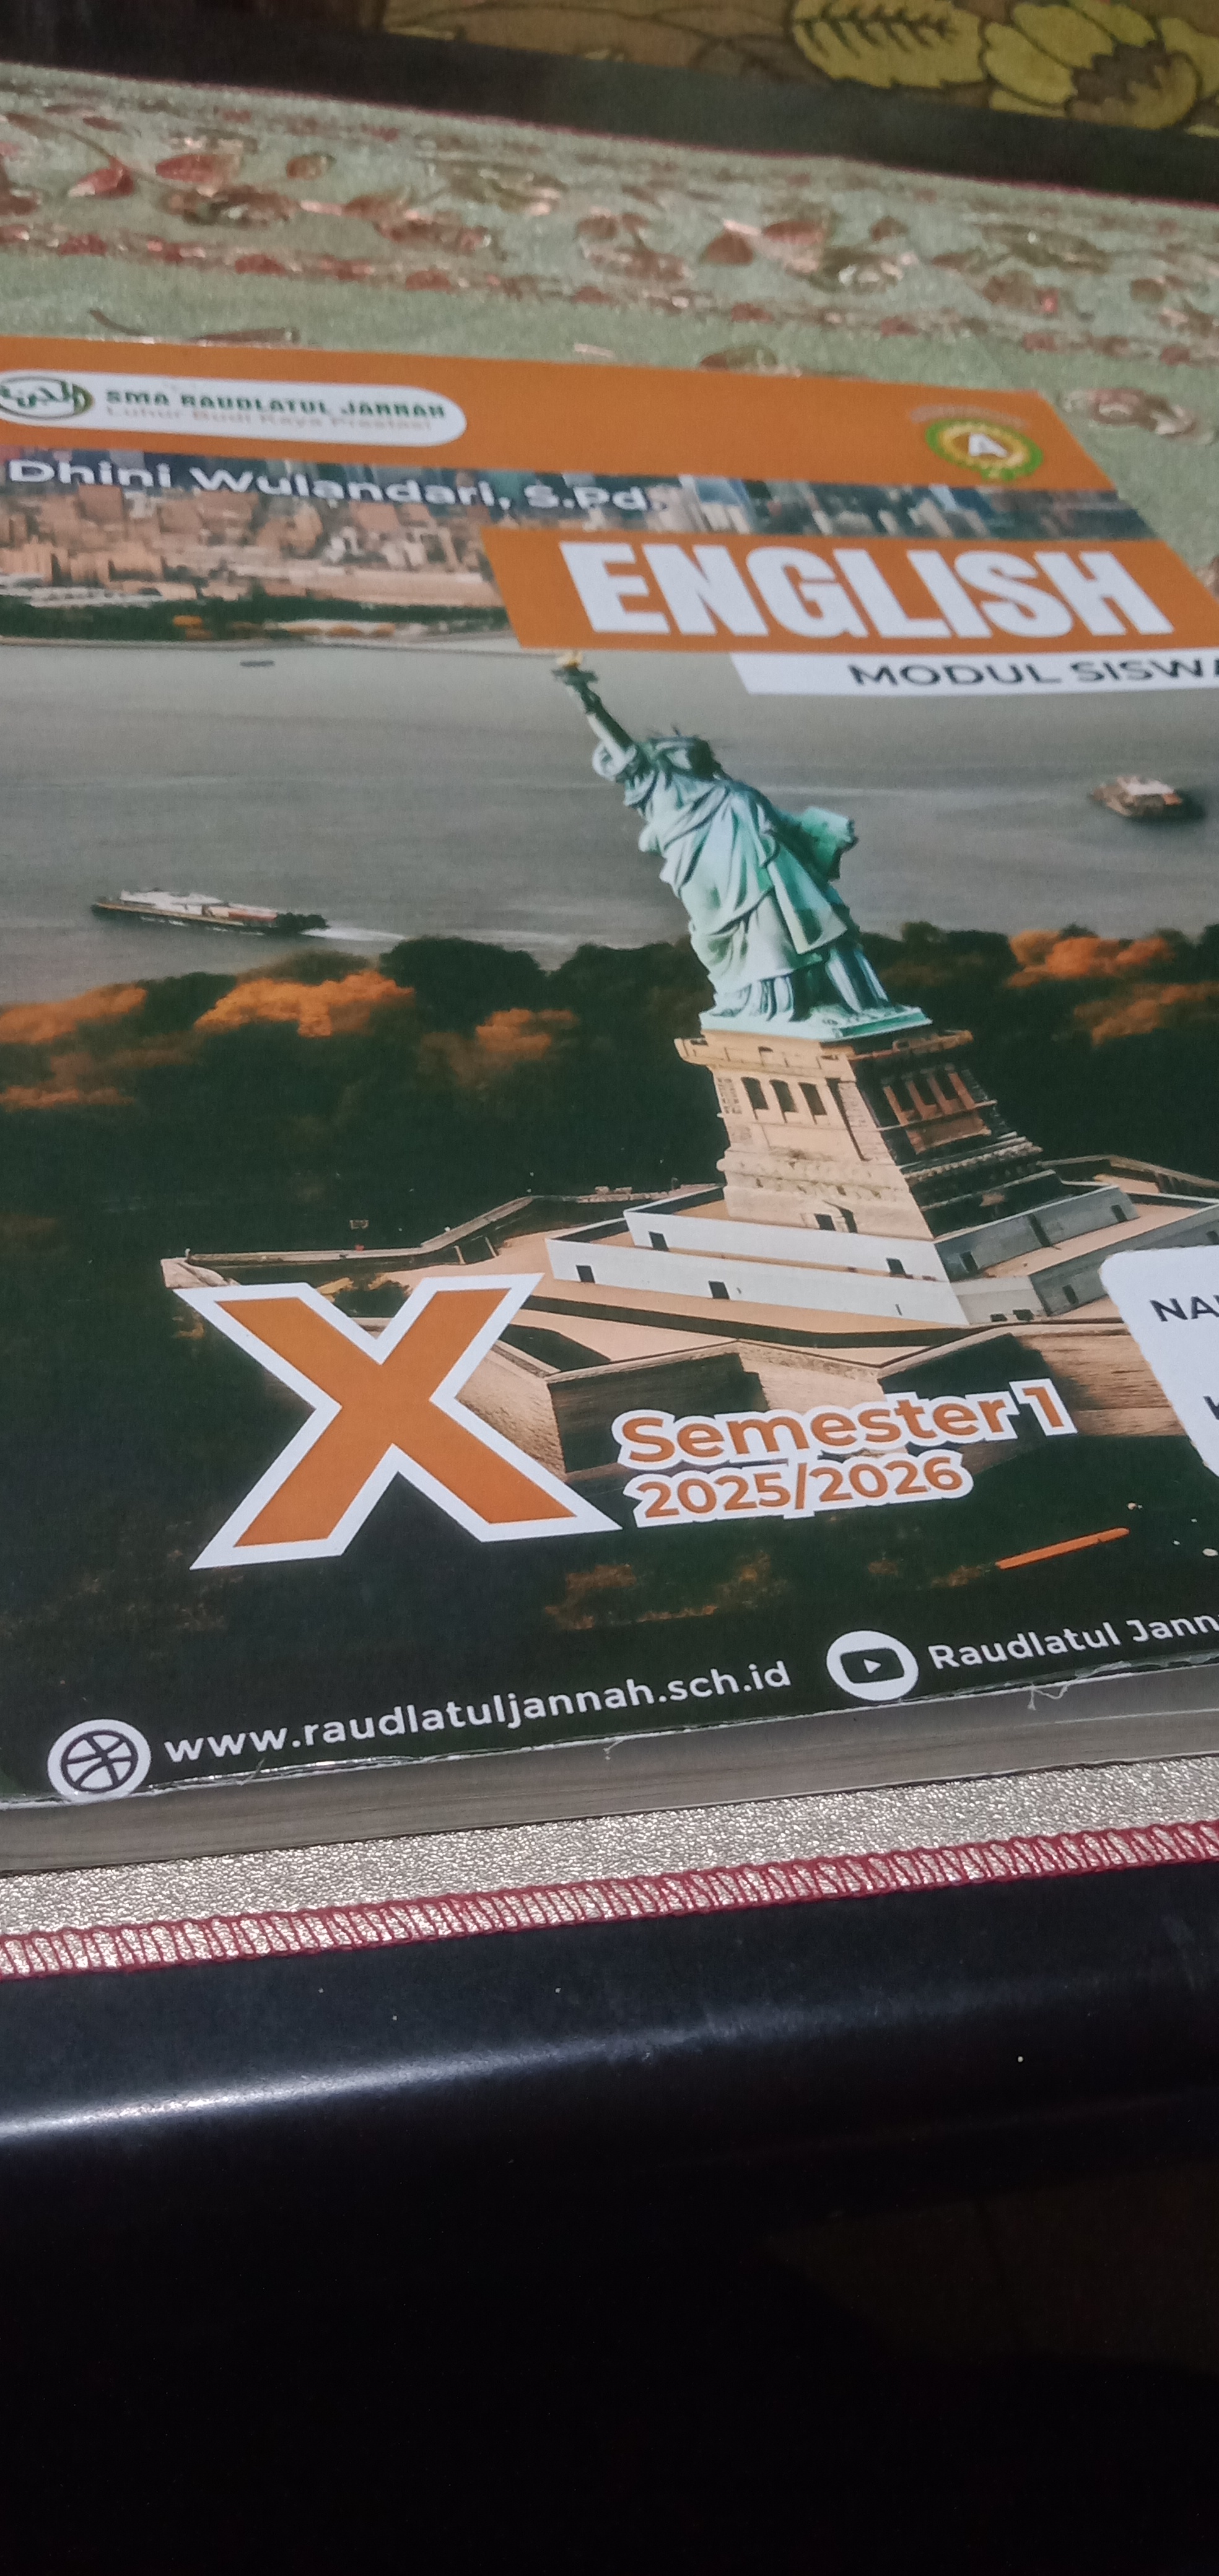 SMA RAUDLATUL JANNAH
Luhur Budi Kaya Prestasi
A
Dhini Wulandari, S.Pd.
ENGLISH
MODUL SISWA
X
Semester 1
2025/2026
NA
K
www.raudlatuljannah.sch.id
Raudlatul Jann